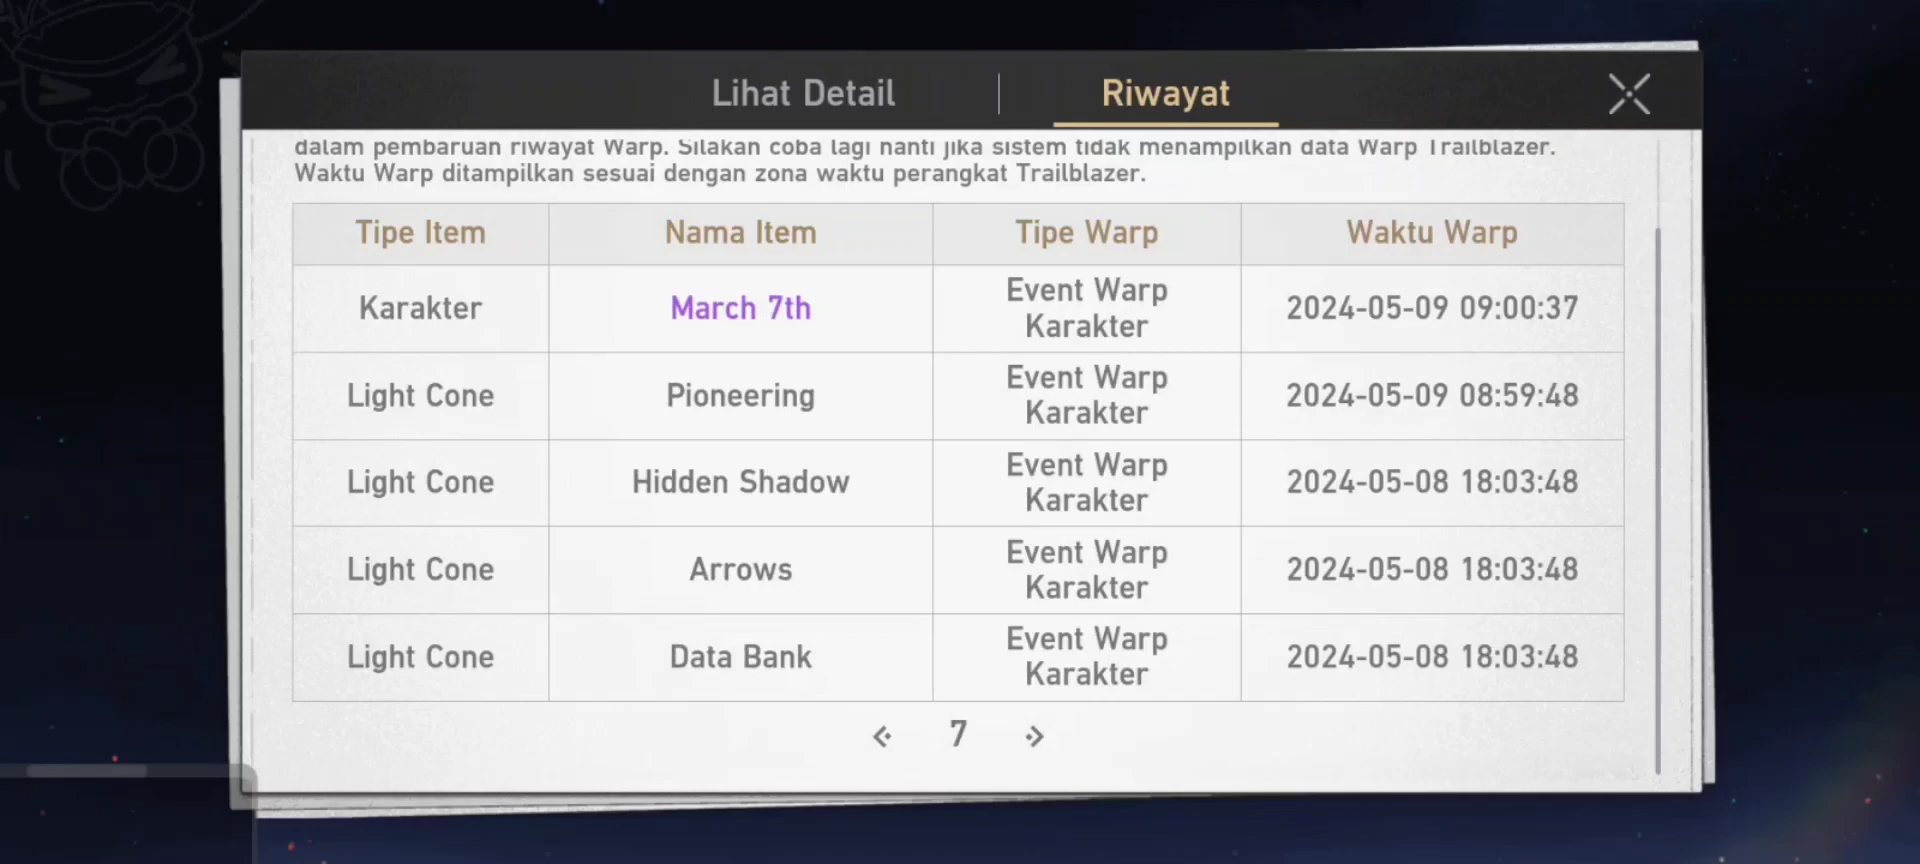 Lihat Detail
Riwayat
dalam pembaruan riwayat Warp. Silakan coba lagi nanti jika sistem tidak menampilkan data Warp Trailblazer.
Waktu Warp ditampilkan sesuai dengan zona waktu perangkat Trailblazer.
Tipe Item
Nama Item
Tipe Warp
Waktu Warp
Karakter
March 7th
Event Warp
Karakter
2024-05-09 09:00:37
Light Cone
Pioneering
Event Warp
Karakter
2024-05-09 08:59:48
Light Cone
Hidden Shadow
Event Warp
Karakter
2024-05-08 18:03:48
Light Cone
Arrows
Event Warp
Karakter
2024-05-08 18:03:48
Light Cone
Data Bank
Event Warp
Karakter
2024-05-08 18:03:48
7